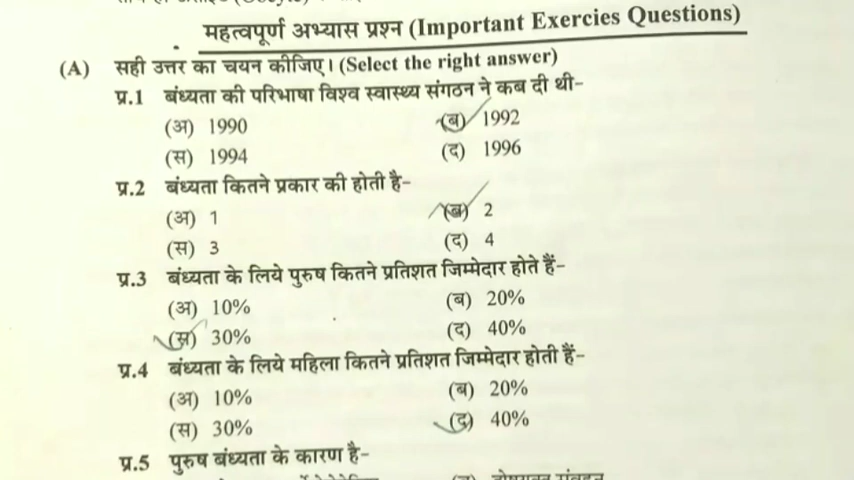 महत्वपूर्ण अभ्यास प्रश्न (Important Exercies Questions)
(A) सही उत्तर का चयन कीजिए। (Select the right answer)
प्र.1 बंध्यता की परिभाषा विश्व स्वास्थ्य संगठन ने कब दी थी–
(अ) 1990 (ब) 1992
(स) 1994 (द) 1996
प्र.2 बंध्यता कितने प्रकार की होती है–
(अ) 1 (ब) 2
(स) 3 (द) 4
प्र.3 बंध्यता के लिये पुरुष कितने प्रतिशत जिम्मेदार होते हैं–
(अ) 10% (ब) 20%
(स) 30% (द) 40%
प्र.4 बंध्यता के लिये महिला कितने प्रतिशत जिम्मेदार होती हैं–
(अ) 10% (ब) 20%
(स) 30% (द) 40%
प्र.5 पुरुष बंध्यता के कारण है–